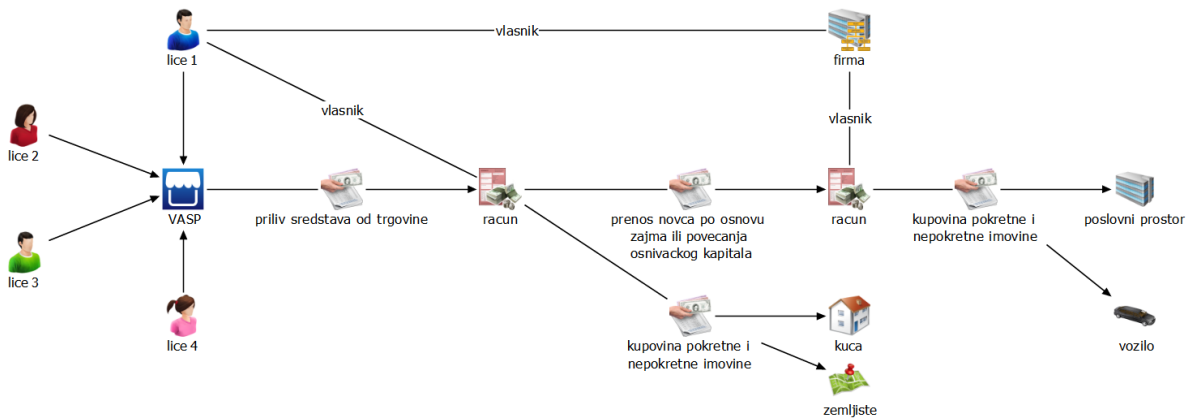 vlasnik
lice 1
firma
vlasnik
vlasnik
lice 2
VASP
priliv sredstava od trgovine
racun
prenos novca po osnovu
zajma ili povecanja
osnivackog kapitala
racun
kupovina pokretne i
nepokretne imovine
poslovni prostor
lice 3
lice 4
kupovina pokretne i
nepokretne imovine
kuca
vozilo
zemljiste